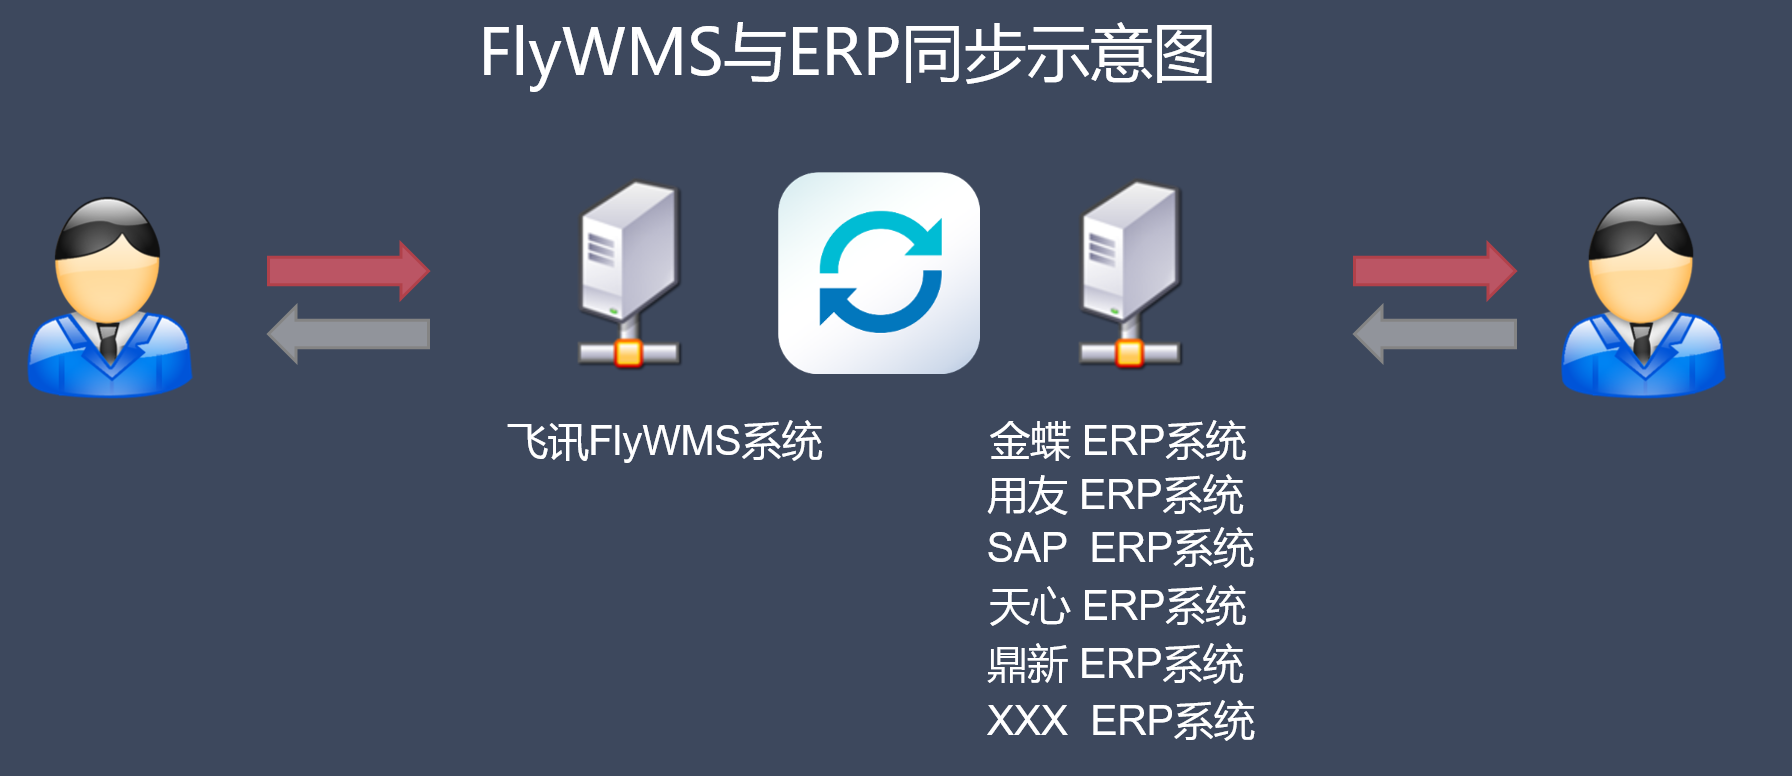 FlyWMS与ERP同步示意图
飞讯FlyWMS系统
金蝶 ERP系统
用友 ERP系统
SAP  ERP系统
天心 ERP系统
鼎新 ERP系统
XXX  ERP系统